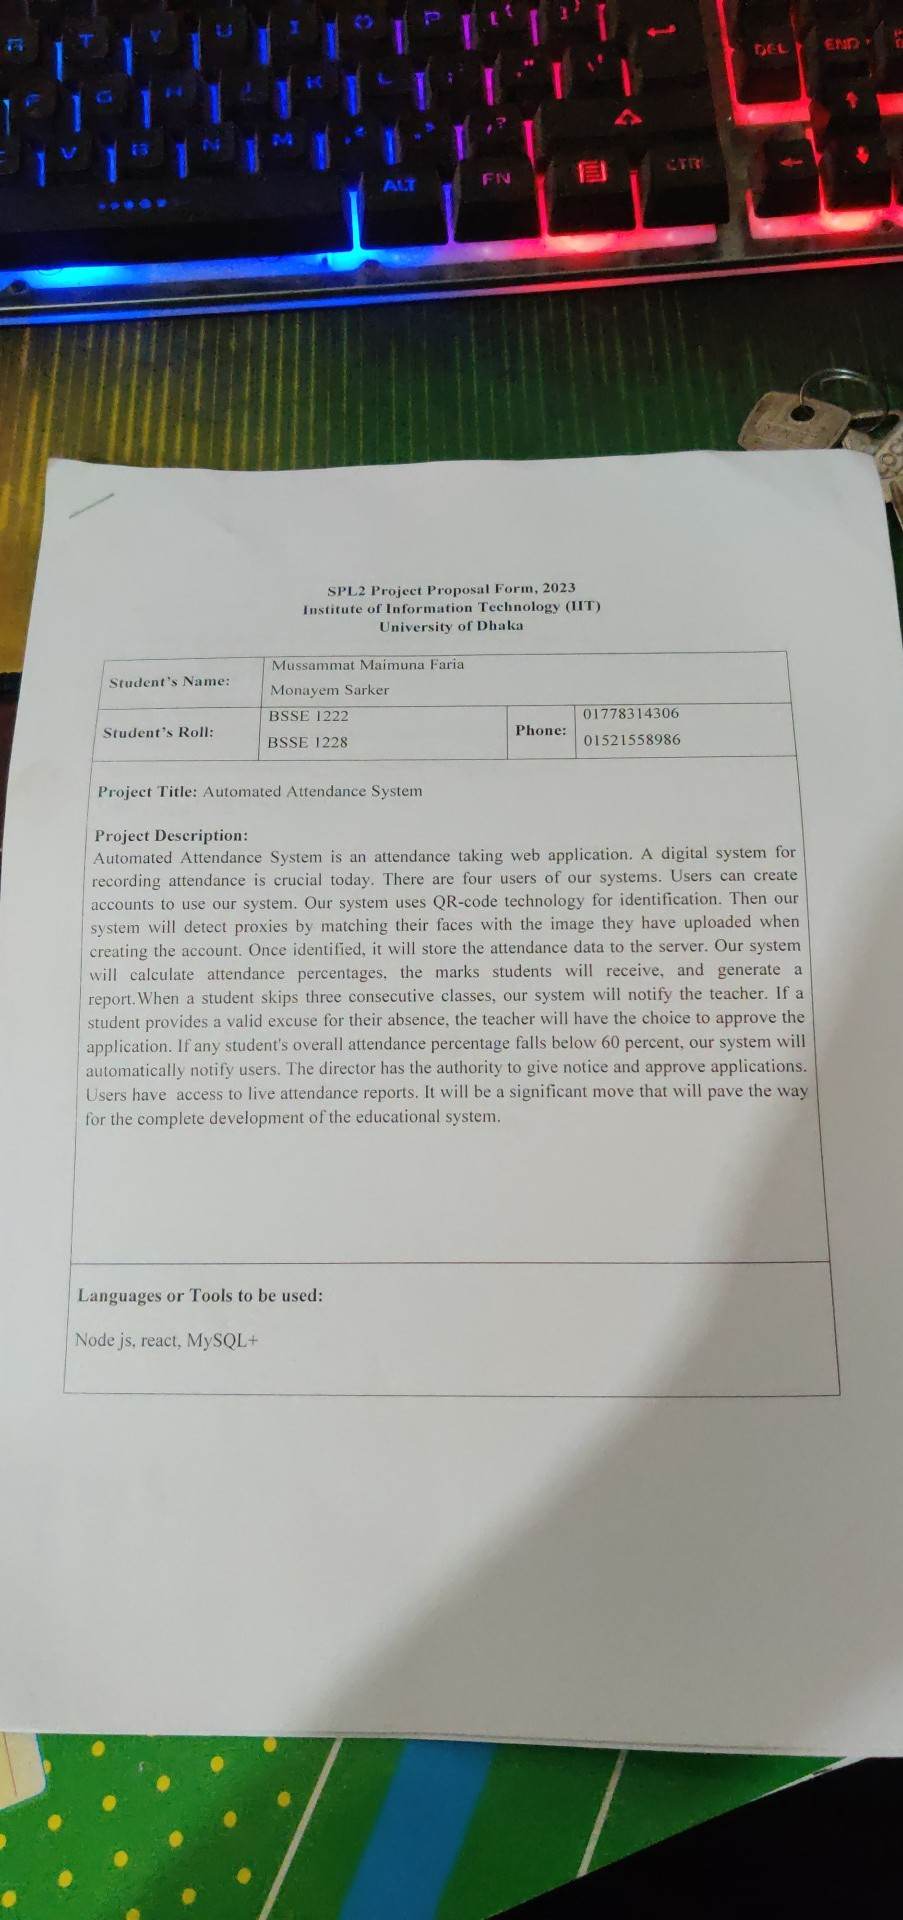 T Y U I O P [ { ] }
DEL END
F G H J K L ; "
V B N M , < . > / ?
ALT FN CTRL
SPL2 Project Proposal Form, 2023
Institute of Information Technology (IIT)
University of Dhaka
Student's Name:
Mussammat Maimuna Faria
Monayem Sarker
Student's Roll:
BSSE 1222
BSSE 1228
Phone:
01778314306
01521558986
Project Title: Automated Attendance System
Project Description:
Automated Attendance System is an attendance taking web application. A digital system for
recording attendance is crucial today. There are four users of our systems. Users can create
accounts to use our system. Our system uses QR-code technology for identification. Then our
system will detect proxies by matching their faces with the image they have uploaded when
creating the account. Once identified, it will store the attendance data to the server. Our system
will calculate attendance percentages, the marks students will receive, and generate a
report.When a student skips three consecutive classes, our system will notify the teacher. If a
student provides a valid excuse for their absence, the teacher will have the choice to approve the
application. If any student's overall attendance percentage falls below 60 percent, our system will
automatically notify users. The director has the authority to give notice and approve applications.
Users have access to live attendance reports. It will be a significant move that will pave the way
for the complete development of the educational system.
Languages or Tools to be used:
Node js, react, MySQL+